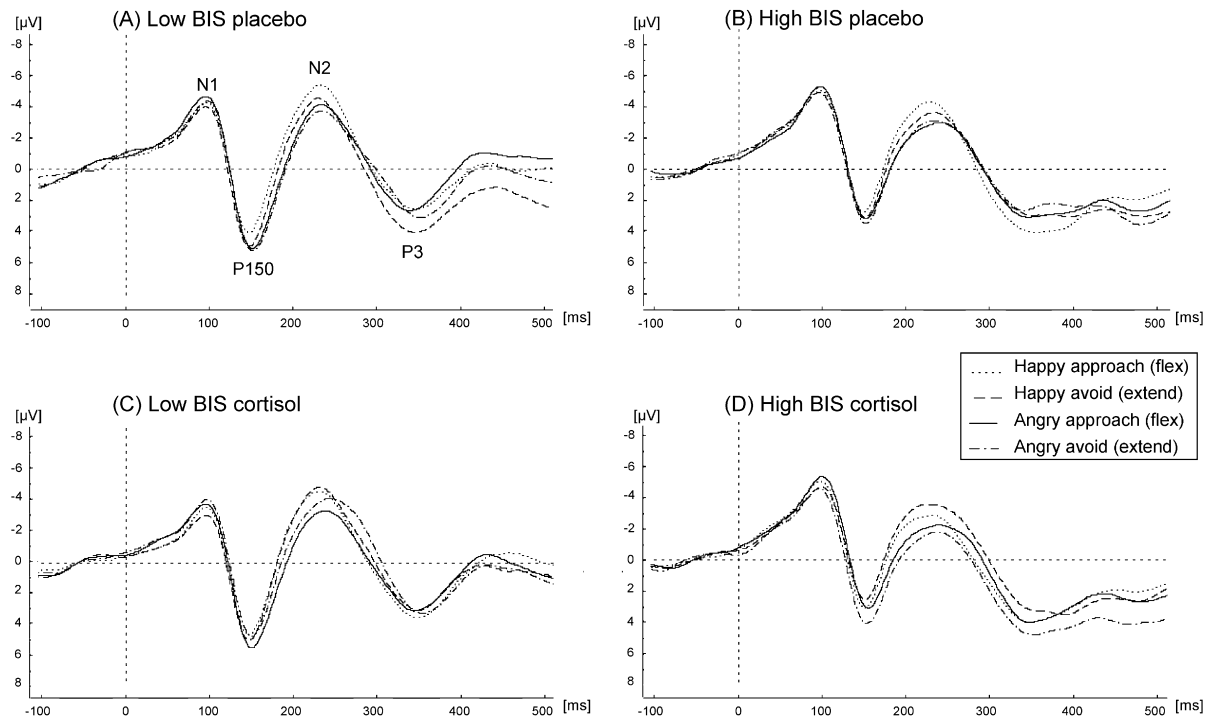 [µV] (A) Low BIS placebo
-8
-6
-4
-2
0
2
4
6
8
N1
N2
P150
P3
-100 0 100 200 300 400 500 [ms]
[µV] (B) High BIS placebo
-8
-6
-4
-2
0
2
4
6
8
-100 0 100 200 300 400 500 [ms]
Happy approach (flex)
Happy avoid (extend)
Angry approach (flex)
Angry avoid (extend)
[µV] (C) Low BIS cortisol
-8
-6
-4
-2
0
2
4
6
8
-100 0 100 200 300 400 500 [ms]
[µV] (D) High BIS cortisol
-8
-6
-4
-2
0
2
4
6
8
-100 0 100 200 300 400 500 [ms]